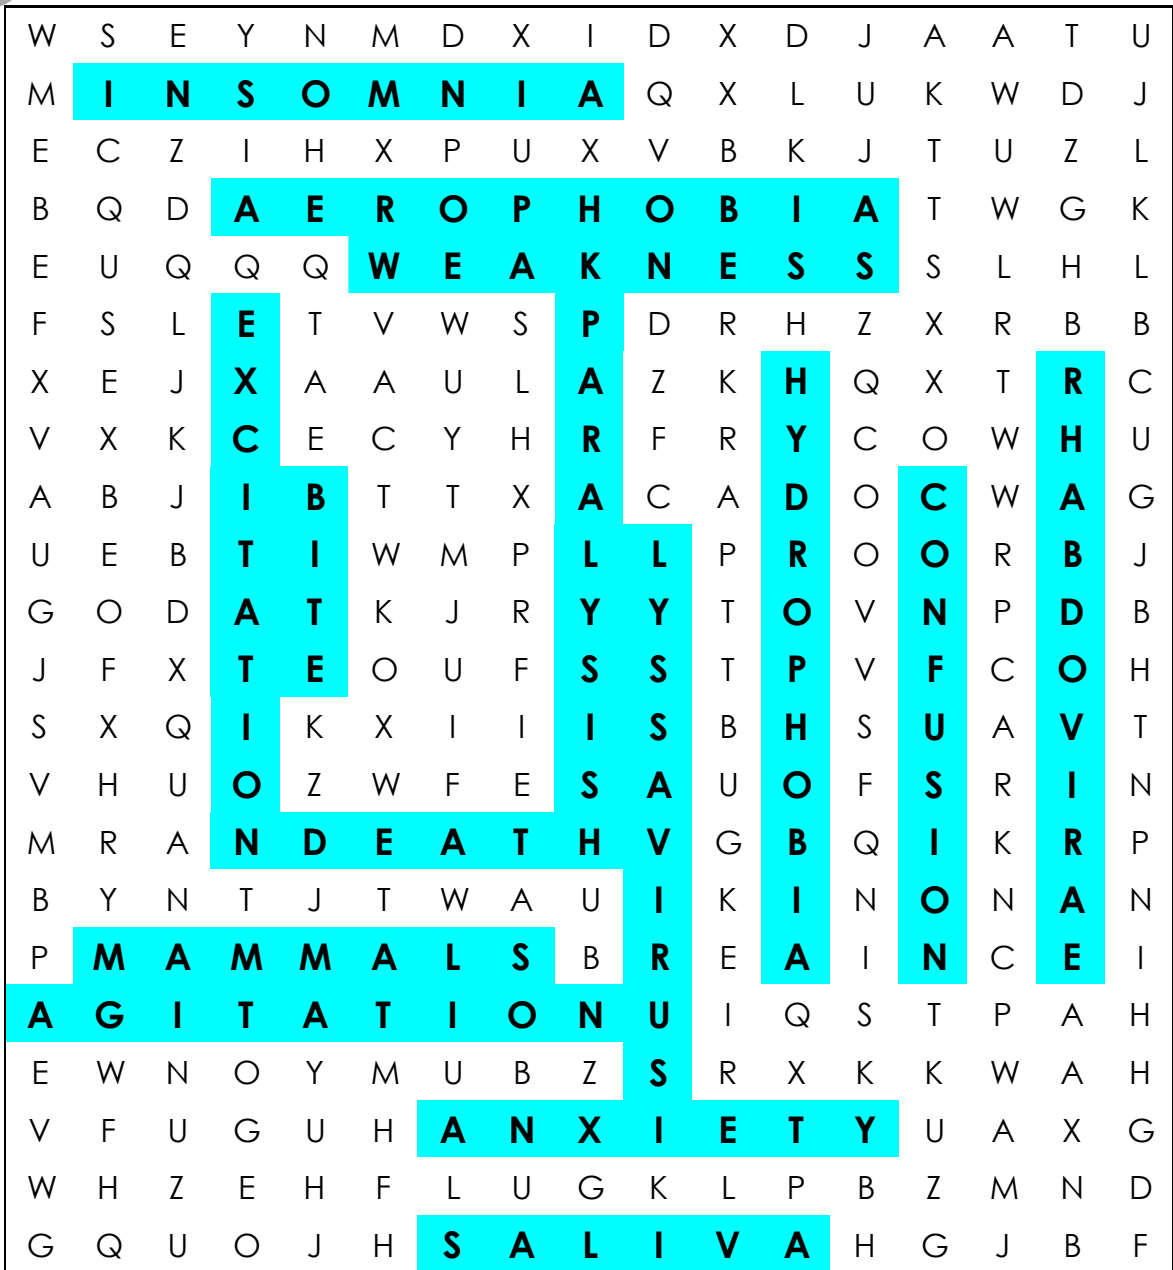 W S E Y N M D X I D X D J A A T U
M I N S O M N I A Q X L U K W D J
E C Z I H X P U X V B K J T U Z L
B Q D A E R O P H O B I A T W G K
E U Q Q Q W E A K N E S S S L H L
F S L E T V W S P D R H Z X R B B
X E J X A A U L A Z K H Q X T R C
V X K C E C Y H R F R Y C O W H U
A B J I B T T X A C A D O C W A G
U E B T I W M P L L P R O O R B J
G O D A T K J R Y Y T O V N P D B
J F X T E O U F S S T P V F C O H
S X Q I K X I I I S B H S U A V T
V H U O Z W F E S A U O F S R I N
M R A N D E A T H V G B Q I K R P
B Y N T J T W A U I K I N O N A N
P M A M M A L S B R E A I N C E I
A G I T A T I O N U I Q S T P A H
E W N O Y M U B Z S R X K K W A H
V F U G U H A N X I E T Y U A X G
W H Z E H F L U G K L P B Z M N D
G Q U O J H S A L I V A H G J B F